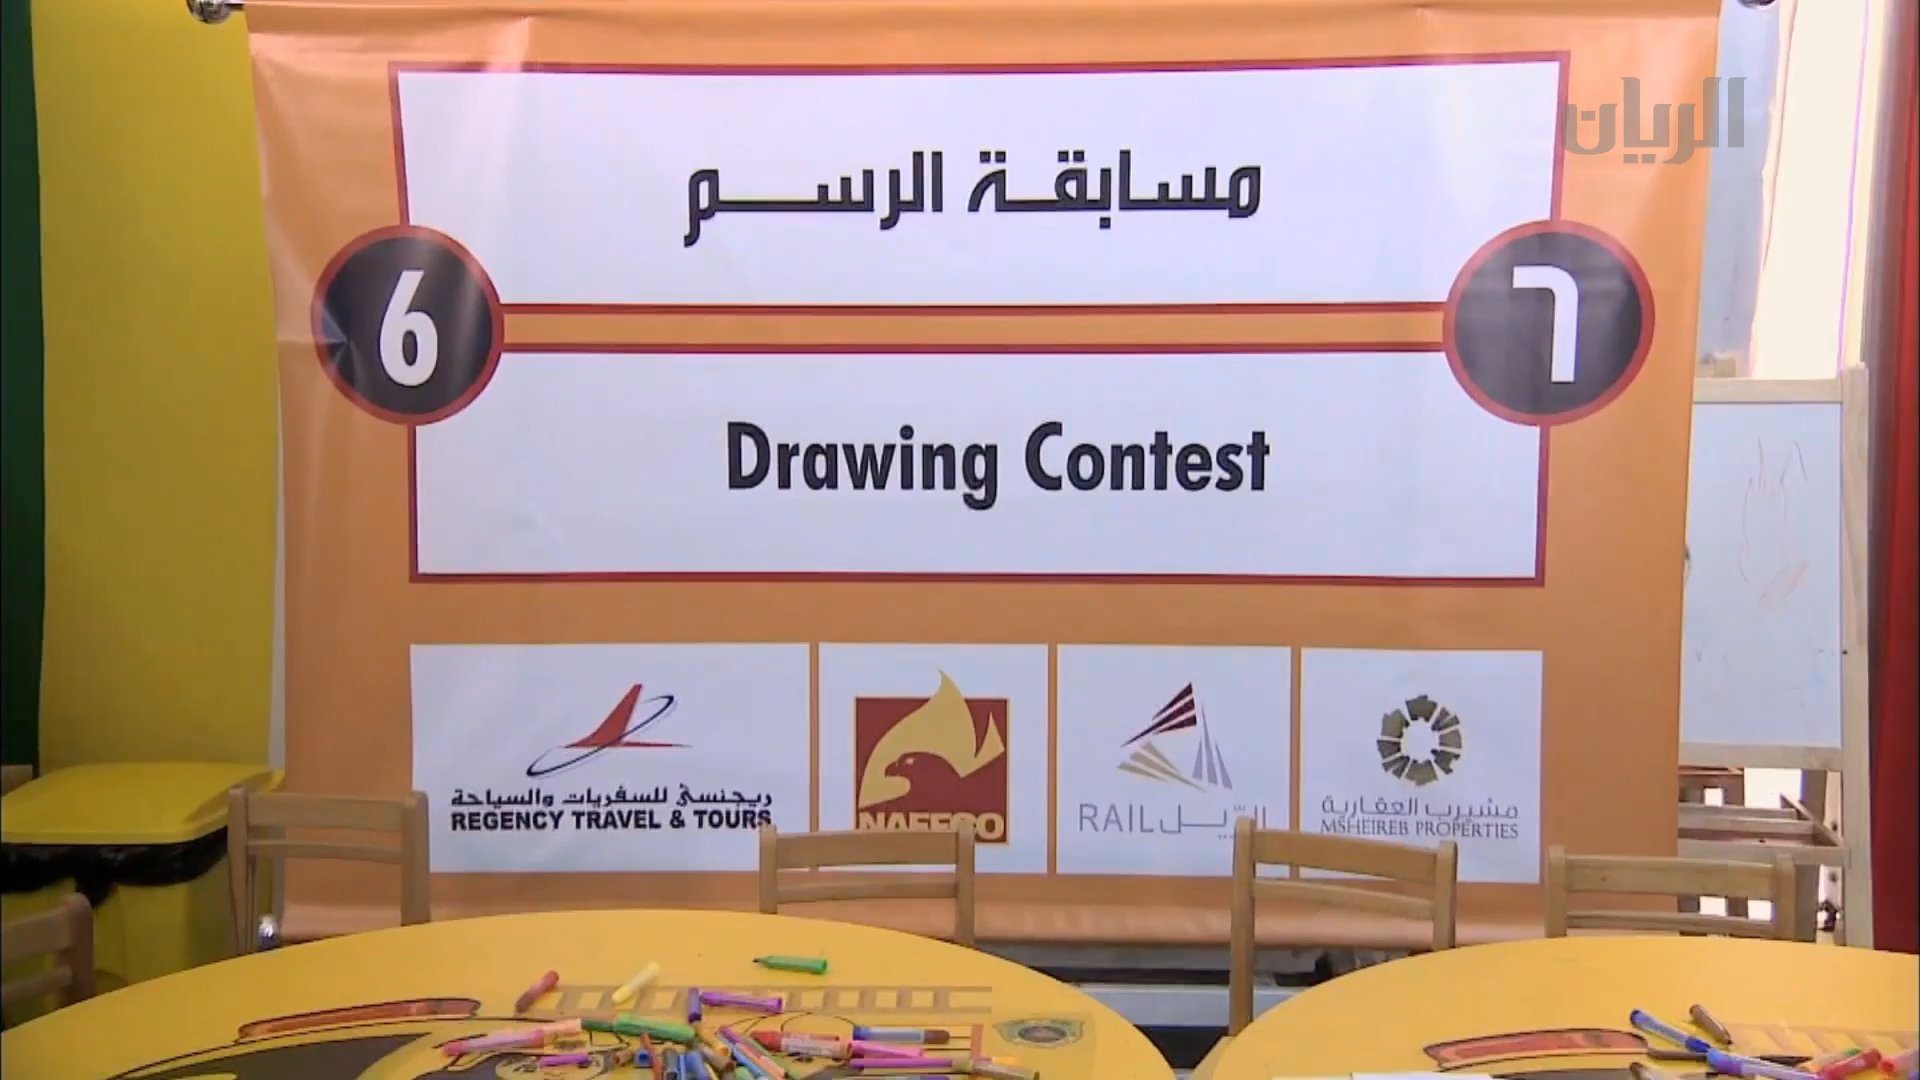 الريان
مسابقة الرسم
6
٦
Drawing Contest
ريجنسي للسفريات والسياحة
REGENCY TRAVEL & TOURS
NAFFCO
RAIL الريل
مشيرب العقارية
MSHEIREB PROPERTIES